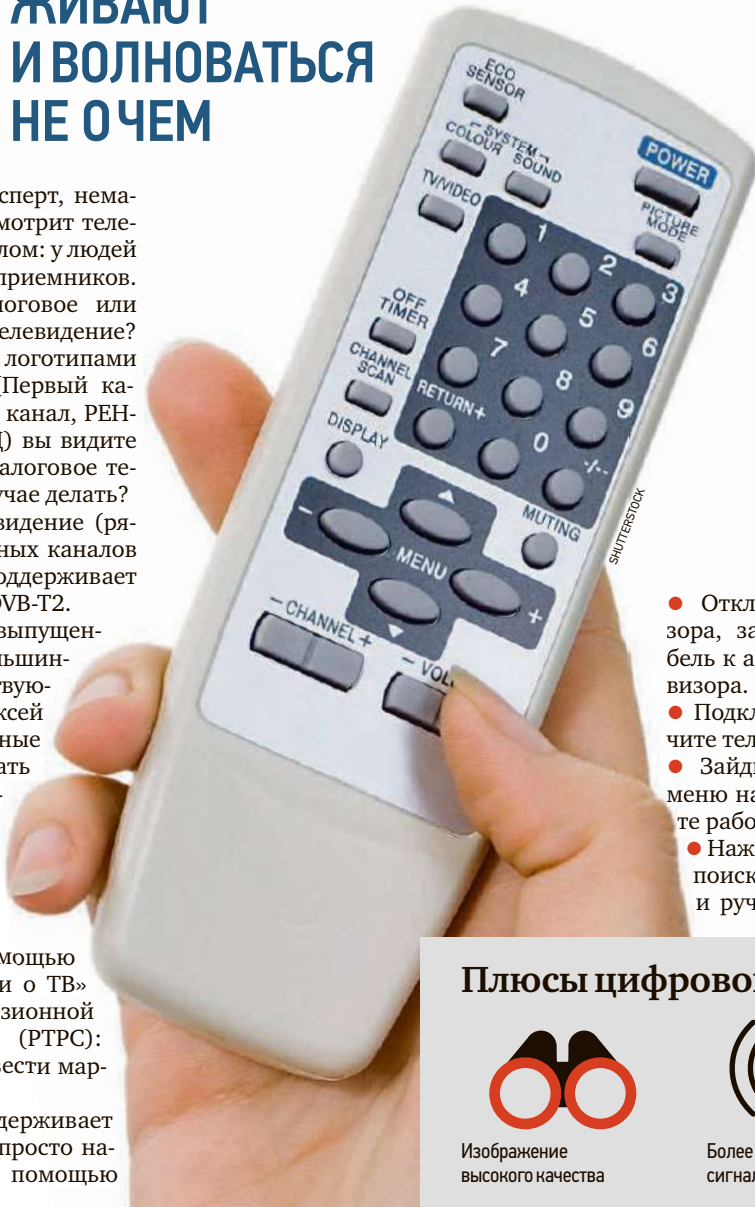 ЖИВАЮТ
И ВОЛНОВАТЬСЯ
НЕ О ЧЕМ
сперт, нема-
мотрит теле-
лом: у людей
приемников.
логовое или
елевидение?
логотипами
(Первый ка-
канал, РЕН-
Ц) вы видите
алоговое те-
учае делать?
видение (ря-
ных каналов
оддерживает
DVB-T2.
выпущен-
льшин-
твую-
ксей
ные
ать
мощью
и о ТВ»
зионной
(РТРС):
вести мар-
держивает
просто на-
помощью
ECO
SENSOR
SYSTEM
COLOUR SOUND
POWER
TV/VIDEO
PICTURE
MODE
1 2 3
OFF
TIMER
4 5 6
CHANNEL
SCAN
7 8 9
RETURN+ 0 -/--
DISPLAY
MUTING
- MENU +
- CHANNEL +
- VOL
SHUTTERSTOCK
● Откл
зора, за
бель к а
визора.
● Подкл
чите тел
● Зайд
меню на
те рабо
● Наж
поиск
и руч
Плюсы цифрово
Изображение
высокого качества
Более
сигнал